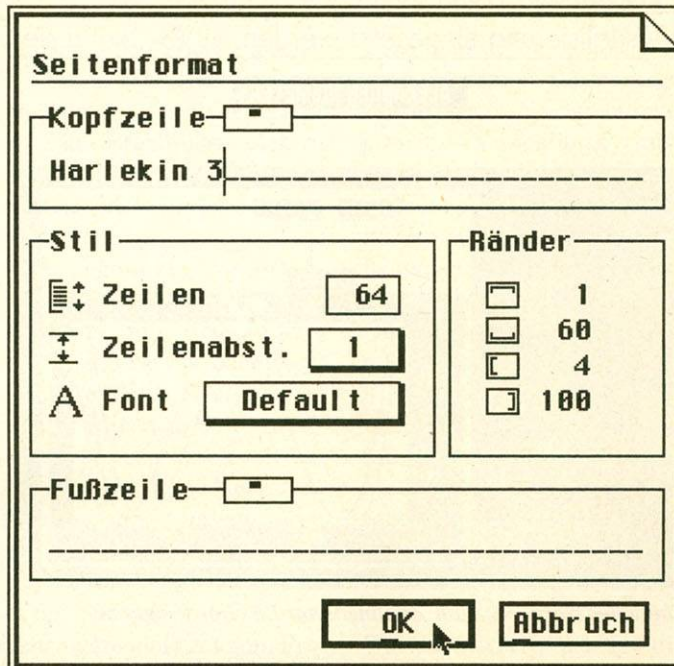 Seitenformat
Kopfzeile
Harlekin 3
Stil
Zeilen 64
Zeilenabst. 1
Font Default
Ränder
1
60
4
100
Fußzeile
OK Abbruch